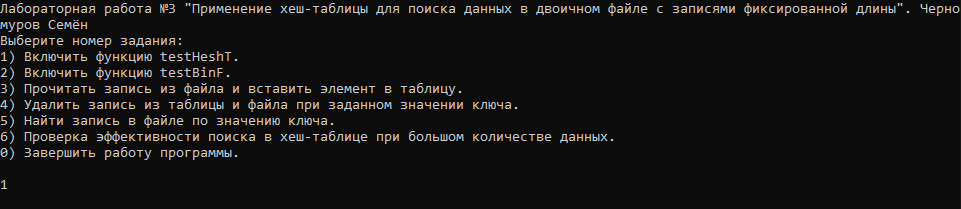 Лабораторная работа №3 "Применение хеш-таблицы для поиска данных в двоичном файле с записями фиксированной длины". Черно
муров Семён
Выберите номер задания:
1) Включить функцию testHeshT.
2) Включить функцию testBinF.
3) Прочитать запись из файла и вставить элемент в таблицу.
4) Удалить запись из таблицы и файла при заданном значении ключа.
5) Найти запись в файле по значению ключа.
6) Проверка эффективности поиска в хеш-таблице при большом количестве данных.
0) Завершить работу программы.
1